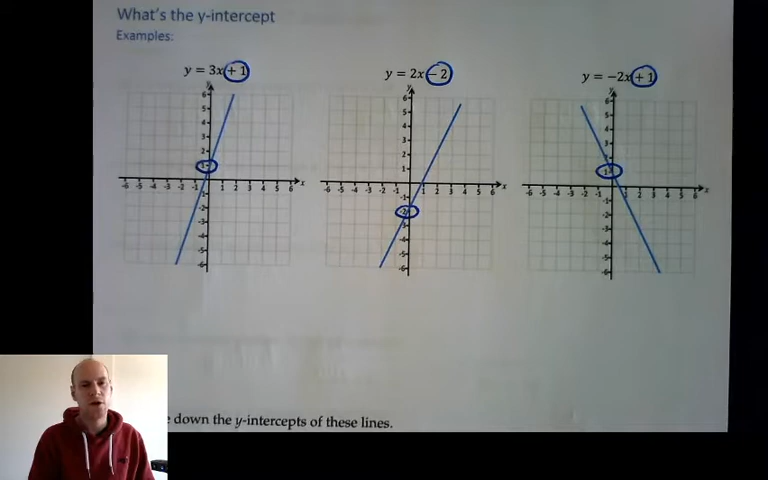 What's the y-intercept
Examples:
y = 3x + 1
y = 2x − 2
y = −2x + 1
down the y-intercepts of these lines.